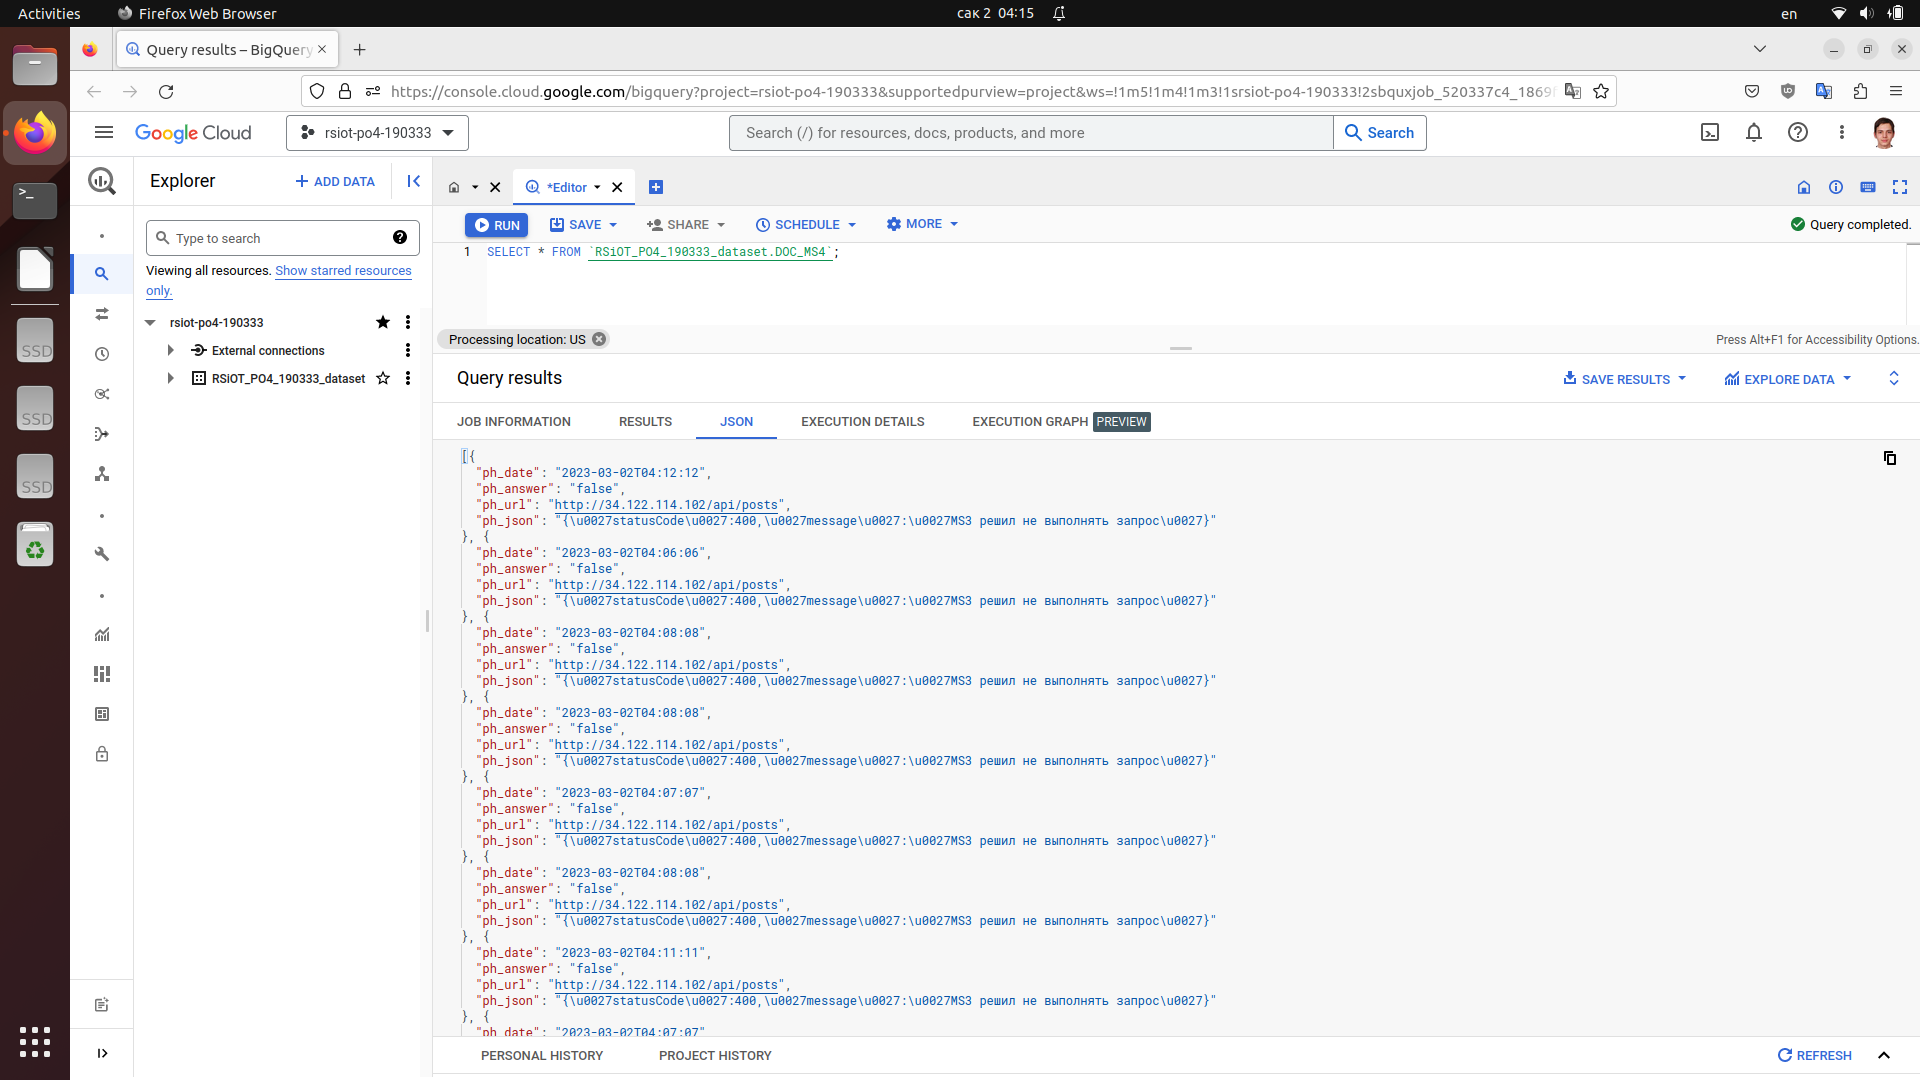 Activities
Firefox Web Browser
сак 2 04:15
en
Query results – BigQuery
https://console.cloud.google.com/bigquery?project=rsiot-po4-190333&supportedpurview=project&ws=!1m5!1m4!1m3!1srsiot-po4-190333!2sbquxjob_520337c4_1869
Google Cloud
rsiot-po4-190333
Search (/) for resources, docs, products, and more
Search
Explorer
ADD DATA
*Editor
Type to search
RUN
SAVE
SHARE
SCHEDULE
MORE
Query completed.
Viewing all resources. Show starred resources
only.
1 SELECT * FROM `RSiOT_PO4_190333_dataset.DOC_MS4`;
rsiot-po4-190333
External connections
RSiOT_PO4_190333_dataset
Processing location: US
Press Alt+F1 for Accessibility Options.
Query results
SAVE RESULTS
EXPLORE DATA
JOB INFORMATION
RESULTS
JSON
EXECUTION DETAILS
EXECUTION GRAPH PREVIEW
[{
"ph_date": "2023-03-02T04:12:12",
"ph_answer": "false",
"ph_url": "http://34.122.114.102/api/posts",
"ph_json": "{\u0027statusCode\u0027:400,\u0027message\u0027:\u0027MS3 решил не выполнять запрос\u0027}"
}, {
"ph_date": "2023-03-02T04:06:06",
"ph_answer": "false",
"ph_url": "http://34.122.114.102/api/posts",
"ph_json": "{\u0027statusCode\u0027:400,\u0027message\u0027:\u0027MS3 решил не выполнять запрос\u0027}"
}, {
"ph_date": "2023-03-02T04:08:08",
"ph_answer": "false",
"ph_url": "http://34.122.114.102/api/posts",
"ph_json": "{\u0027statusCode\u0027:400,\u0027message\u0027:\u0027MS3 решил не выполнять запрос\u0027}"
}, {
"ph_date": "2023-03-02T04:08:08",
"ph_answer": "false",
"ph_url": "http://34.122.114.102/api/posts",
"ph_json": "{\u0027statusCode\u0027:400,\u0027message\u0027:\u0027MS3 решил не выполнять запрос\u0027}"
}, {
"ph_date": "2023-03-02T04:07:07",
"ph_answer": "false",
"ph_url": "http://34.122.114.102/api/posts",
"ph_json": "{\u0027statusCode\u0027:400,\u0027message\u0027:\u0027MS3 решил не выполнять запрос\u0027}"
}, {
"ph_date": "2023-03-02T04:08:08",
"ph_answer": "false",
"ph_url": "http://34.122.114.102/api/posts",
"ph_json": "{\u0027statusCode\u0027:400,\u0027message\u0027:\u0027MS3 решил не выполнять запрос\u0027}"
}, {
"ph_date": "2023-03-02T04:11:11",
"ph_answer": "false",
"ph_url": "http://34.122.114.102/api/posts",
"ph_json": "{\u0027statusCode\u0027:400,\u0027message\u0027:\u0027MS3 решил не выполнять запрос\u0027}"
}, {
"ph_date": "2023-03-02T04:07:07"
PERSONAL HISTORY
PROJECT HISTORY
REFRESH
SSD
SSD
SSD